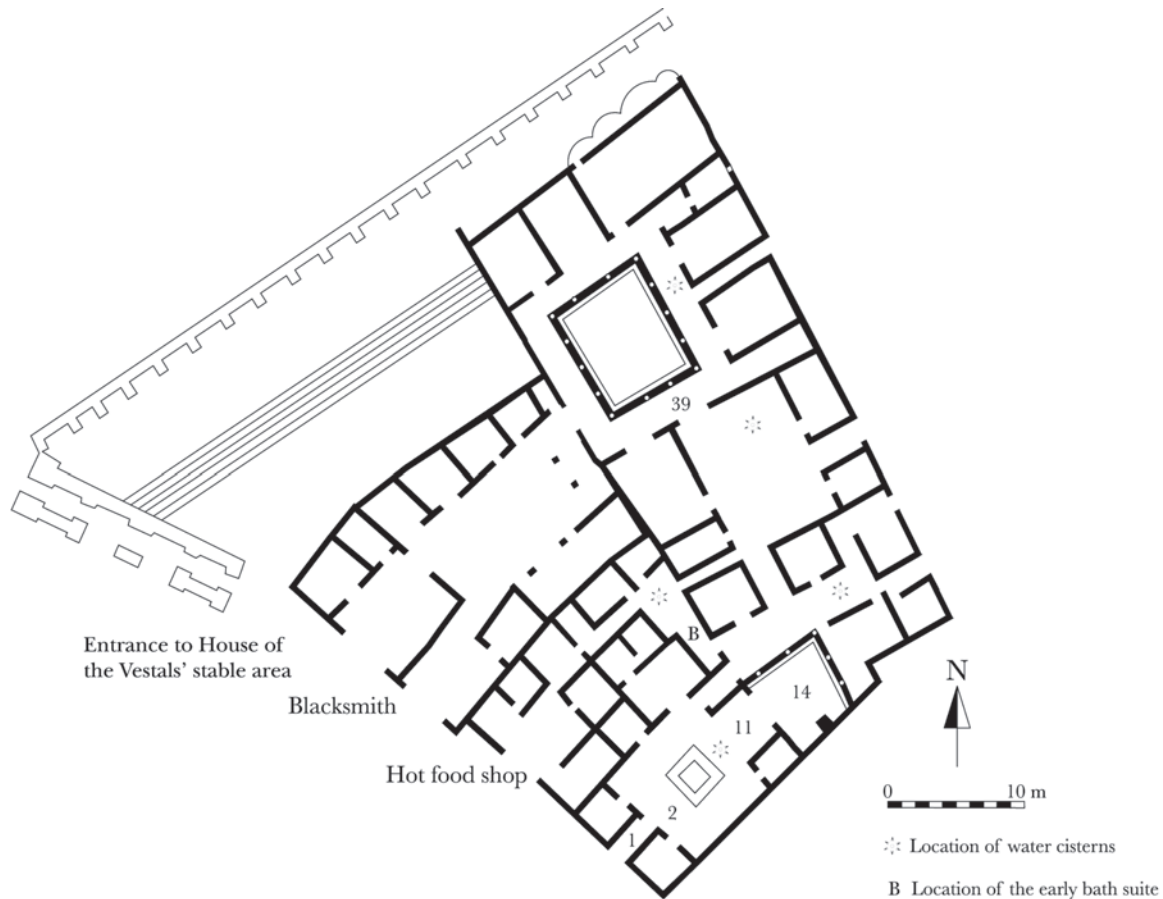 39
B
Entrance to House of
the Vestals' stable area
14
N
Blacksmith
11
Hot food shop
0 10 m
2
1
Location of water cisterns
B Location of the early bath suite